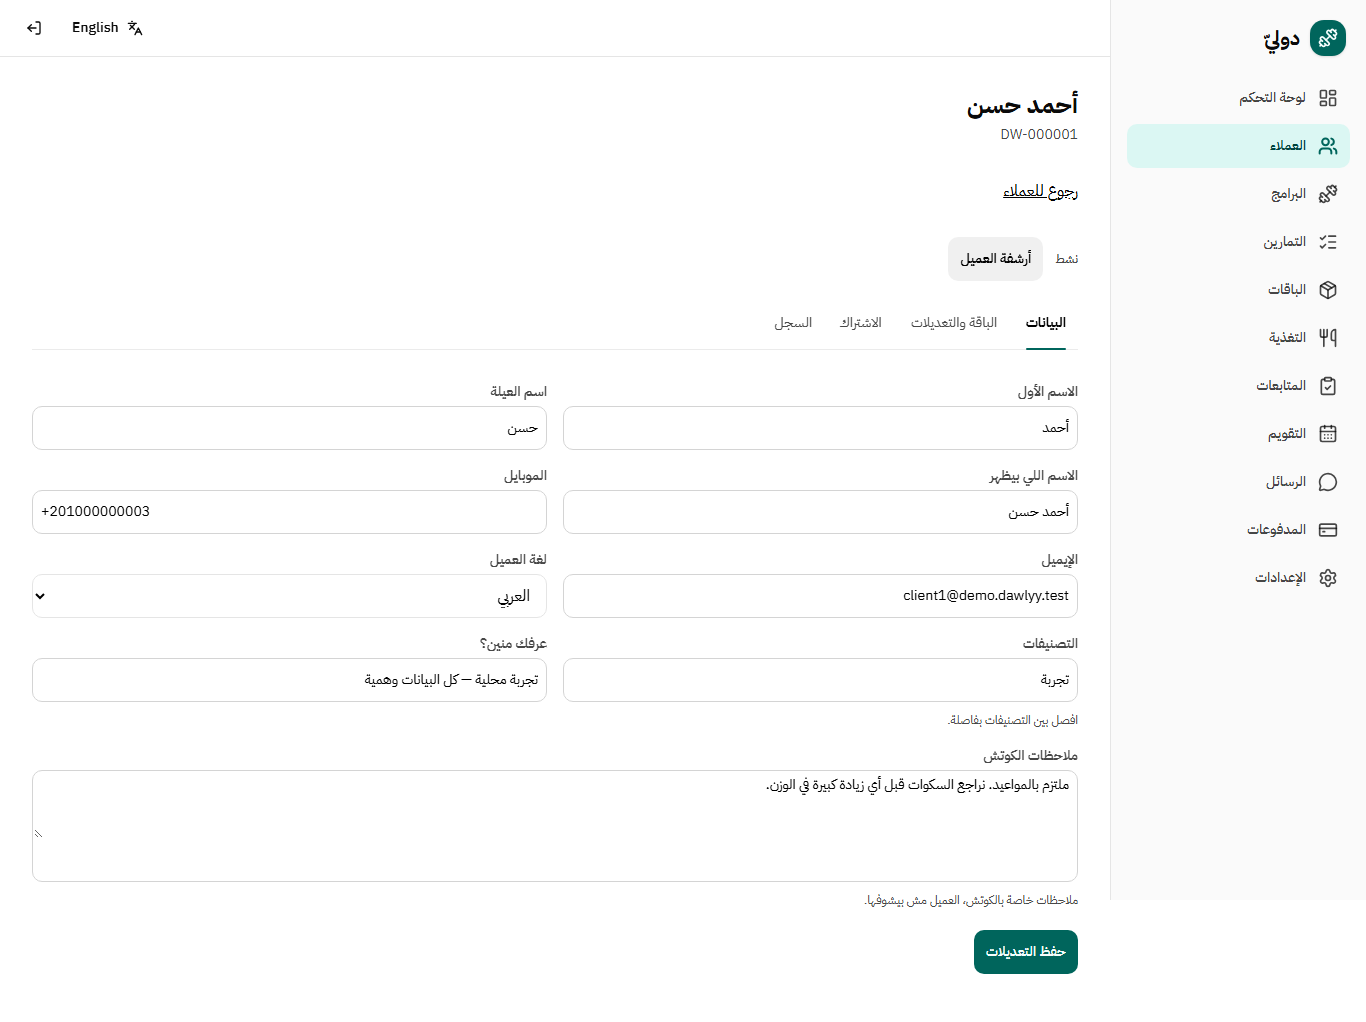 دوليّ
لوحة التحكم
العملاء
البرامج
التمارين
الباقات
التغذية
المتابعات
التقويم
الرسائل
المدفوعات
الإعدادات
English
أحمد حسن
DW-000001
رجوع للعملاء
نشط
أرشفة العميل
البيانات
الباقة والتعديلات
الاشتراك
السجل
الاسم الأول
أحمد
اسم العيلة
حسن
الاسم اللي بيظهر
أحمد حسن
الموبايل
+201000000003
الإيميل
client1@demo.dawlyy.test
لغة العميل
العربي
التصنيفات
تجربة
افصل بين التصنيفات بفاصلة.
عرفك منين؟
تجربة محلية — كل البيانات وهمية
ملاحظات الكوتش
ملتزم بالمواعيد. نراجع السكوات قبل أي زيادة كبيرة في الوزن.
ملاحظات خاصة بالكوتش، العميل مش بيشوفها.
حفظ التعديلات